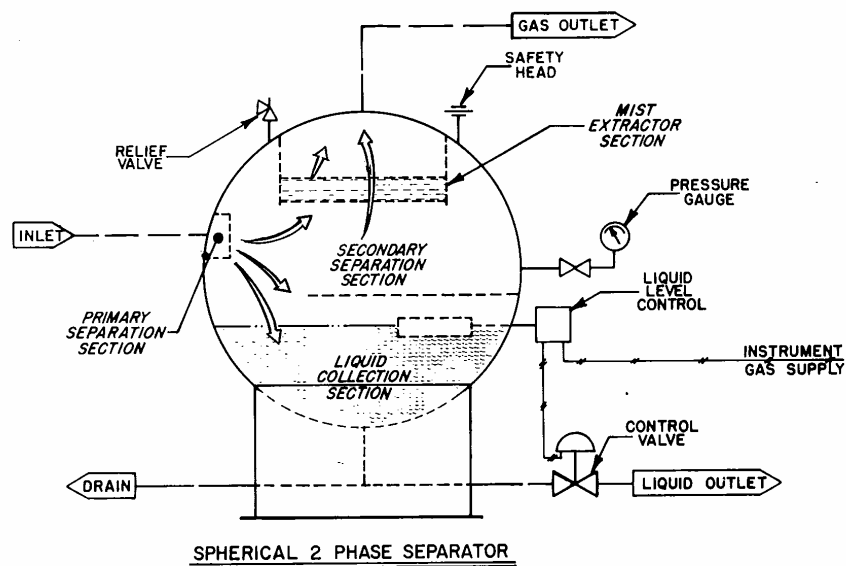 GAS OUTLET
SAFETY
HEAD
MIST
EXTRACTOR
SECTION
RELIEF
VALVE
PRESSURE
GAUGE
INLET
SECONDARY
SEPARATION
SECTION
LIQUID
LEVEL
CONTROL
PRIMARY
SEPARATION
SECTION
INSTRUMENT
GAS SUPPLY
LIQUID
COLLECTION
SECTION
CONTROL
VALVE
DRAIN
LIQUID OUTLET
SPHERICAL 2 PHASE SEPARATOR